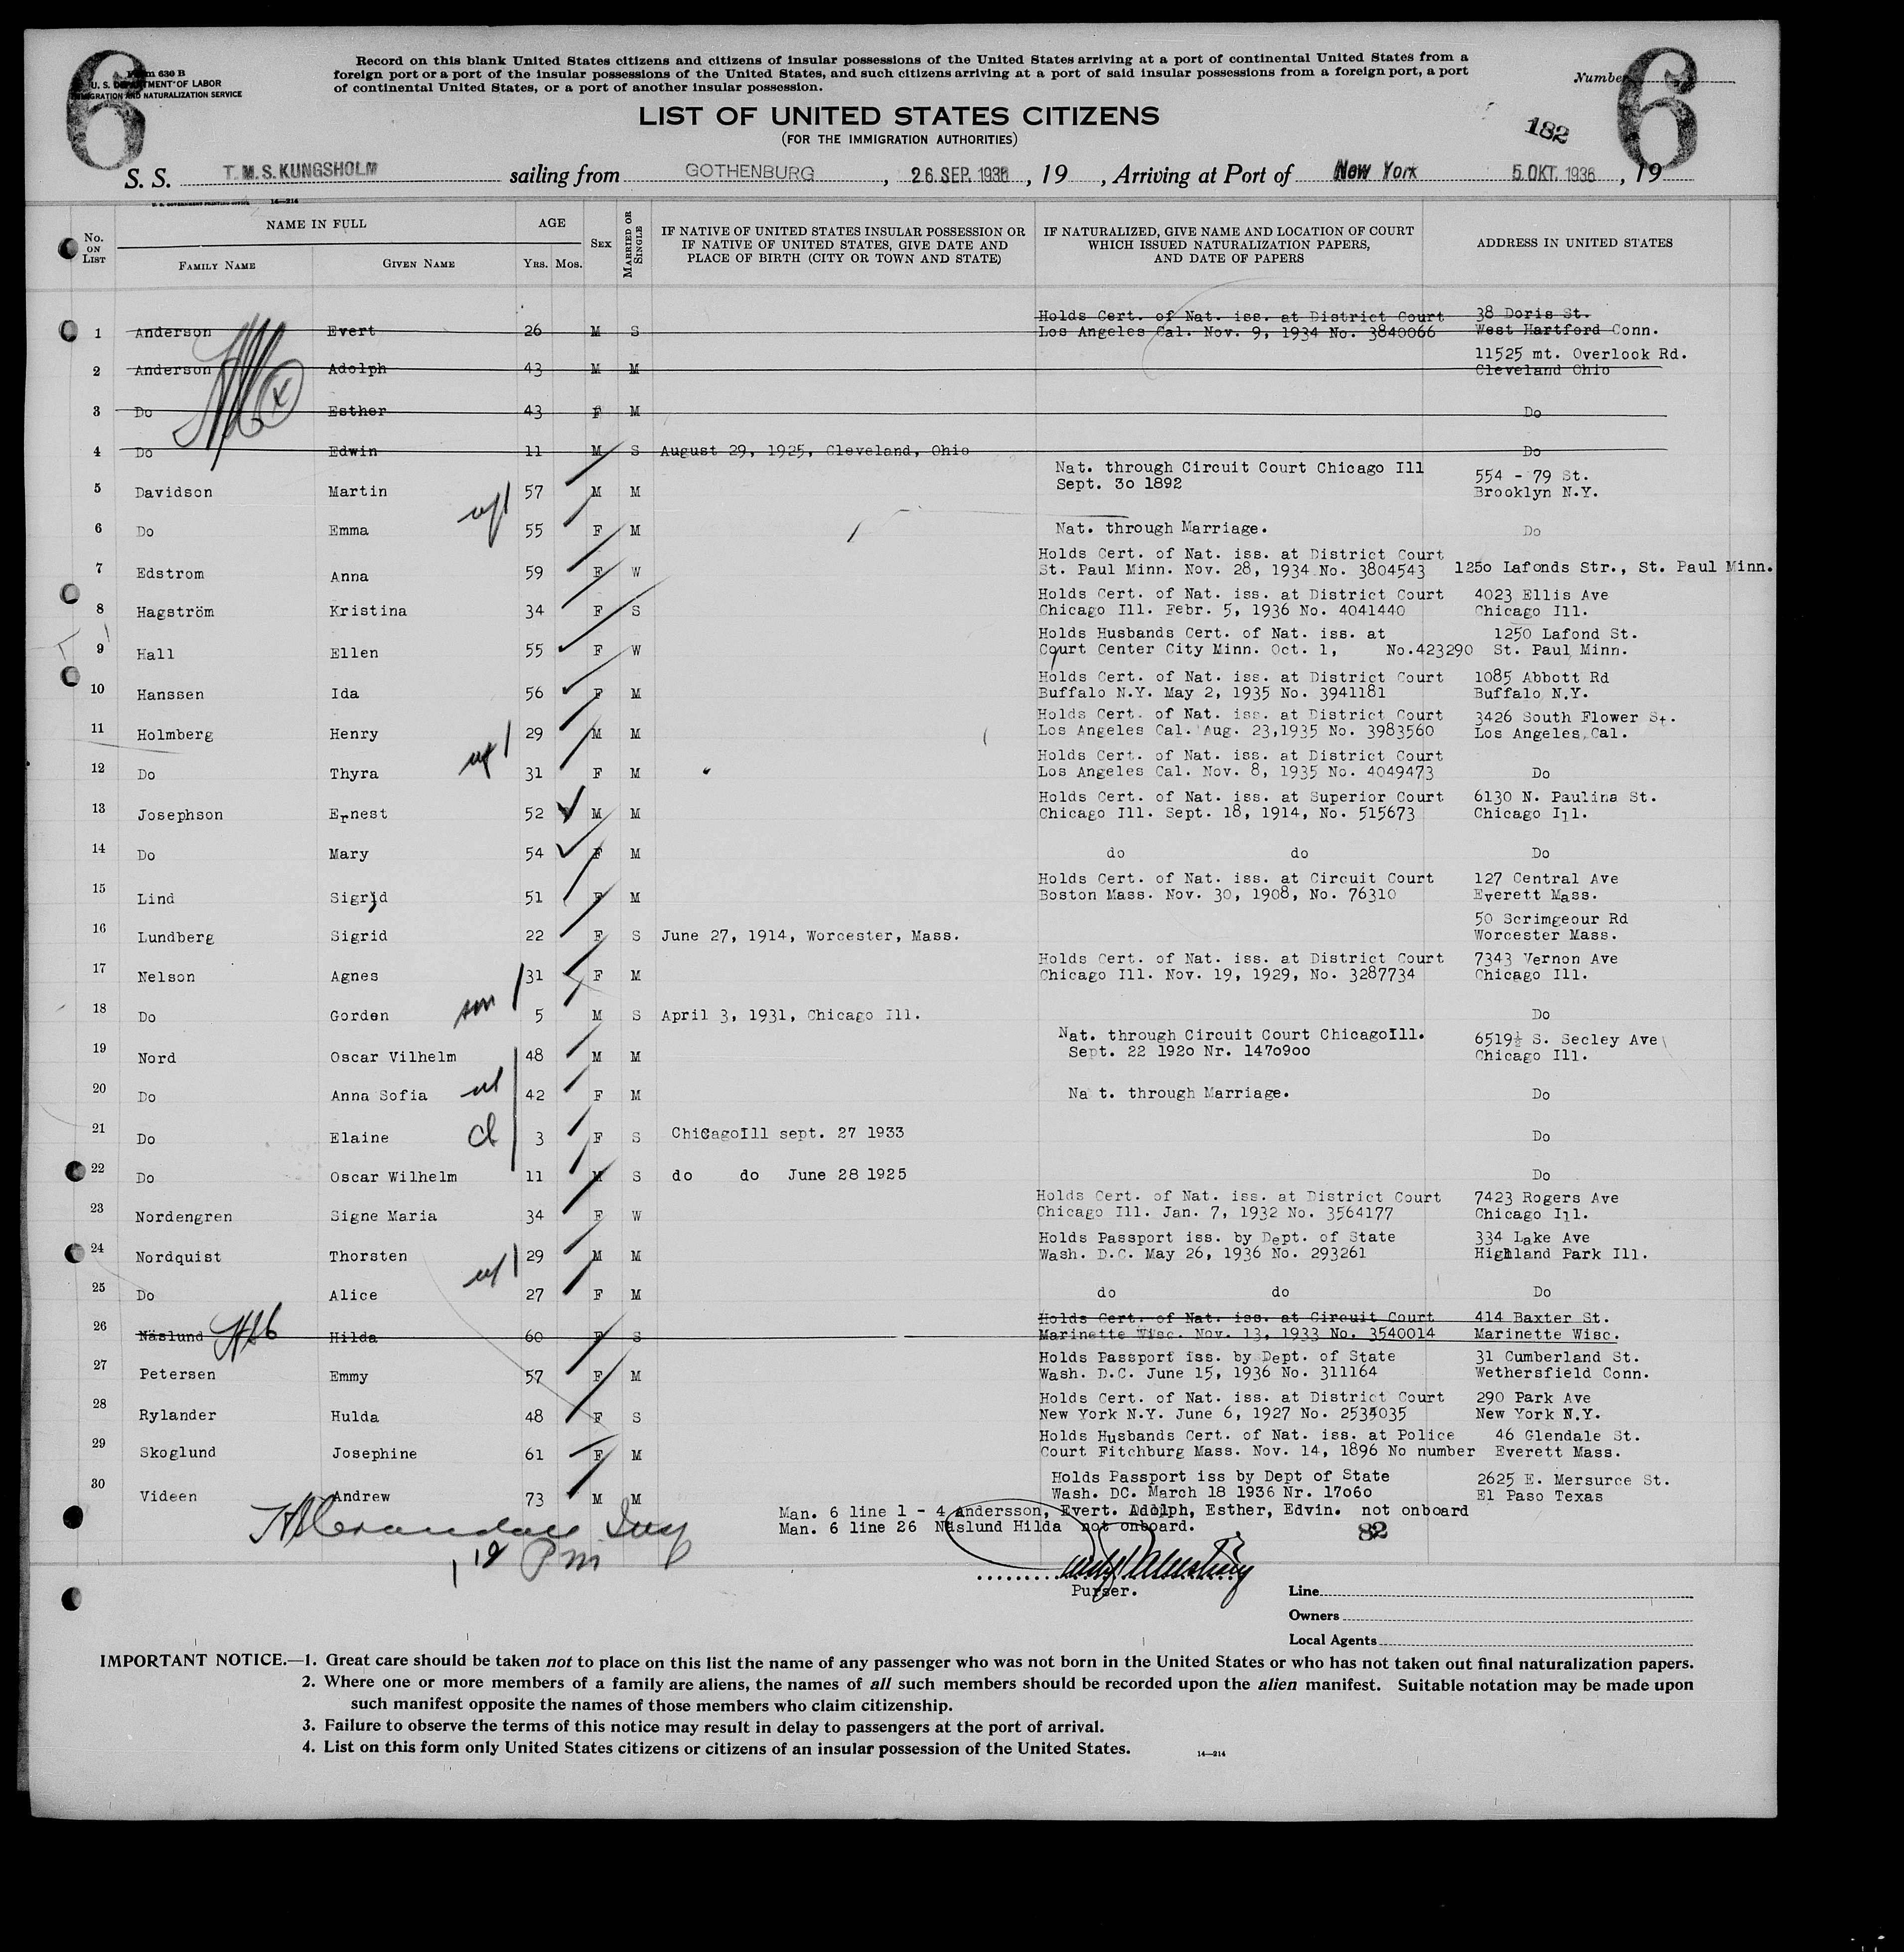 6
Form 630 B
U. S. DEPARTMENT OF LABOR
IMMIGRATION AND NATURALIZATION SERVICE
Record on this blank United States citizens and citizens of insular possessions of the United States arriving at a port of continental United States from a
foreign port or a port of the insular possessions of the United States, and such citizens arriving at a port of said insular possessions from a foreign port, a port
of continental United States, or a port of another insular possession.
Number
6
LIST OF UNITED STATES CITIZENS
(FOR THE IMMIGRATION AUTHORITIES)
182
S. S. T.M.S. KUNGSHOLM sailing from GOTHENBURG, 26. SEP. 1936, 19 , Arriving at Port of New York 5. OKT. 1936, 19
U. S. GOVERNMENT PRINTING OFFICE 14—214
No. ON LIST NAME IN FULL AGE SEX MARRIED OR SINGLE IF NATIVE OF UNITED STATES INSULAR POSSESSION OR IF NATIVE OF UNITED STATES, GIVE DATE AND PLACE OF BIRTH (CITY OR TOWN AND STATE) IF NATURALIZED, GIVE NAME AND LOCATION OF COURT WHICH ISSUED NATURALIZATION PAPERS, AND DATE OF PAPERS ADDRESS IN UNITED STATES
FAMILY NAME GIVEN NAME YRS. MOS.
Holds Cert. of Nat. iss. at District Court 38 Doris St.
1 Anderson Evert 26 M S Los Angeles Cal. Nov. 9, 1934 No. 3840066 West Hartford Conn.
11525 mt. Overlook Rd.
2 Anderson Adolph 43 M M Cleveland Ohio
3 Do Esther 43 F M Do
4 Do Edwin 11 M S August 29, 1925, Cleveland, Ohio Do
Nat. through Circuit Court Chicago Ill 554 - 79 St.
5 Davidson Martin 57 M M Sept. 3o 1892 Brooklyn N.Y.
6 Do Emma 55 F M Nat. through Marriage. Do
Holds Cert. of Nat. iss. at District Court
7 Edstrom Anna 59 F W St. Paul Minn. Nov. 28, 1934 No. 3804543 125o Lafonds Str., St. Paul Minn.
Holds Cert. of Nat. iss. at District Court 4023 Ellis Ave
8 Hagström Kristina 34 F S Chicago Ill. Febr. 5, 1936 No. 4041440 Chicago Ill.
Holds Husbands Cert. of Nat. iss. at 1250 Lafond St.
9 Hall Ellen 55 F W Court Center City Minn. Oct. 1, No.423290 St. Paul Minn.
Holds Cert. of Nat. iss. at District Court 1085 Abbott Rd
10 Hanssen Ida 56 F M Buffalo N.Y. May 2, 1935 No. 3941181 Buffalo N.Y.
Holds Cert. of Nat. iss. at District Court 3426 South Flower St.
11 Holmberg Henry 29 M M Los Angeles Cal. Aug. 23,1935 No. 3983560 Los Angeles Cal.
Holds Cert. of Nat. iss. at District Court
12 Do Thyra 31 F M Los Angeles Cal. Nov. 8, 1935 No. 4049473 Do
Holds Cert. of Nat. iss. at Superior Court 6130 N. Paulina St.
13 Josephson Ernest 52 M M Chicago Ill. Sept. 18, 1914, No. 515673 Chicago Ill.
14 Do Mary 54 F M do do Do
Holds Cert. of Nat. iss. at Circuit Court 127 Central Ave
15 Lind Sigrid 51 F M Boston Mass. Nov. 30, 1908, No. 76310 Everett Mass.
50 Scrimgeour Rd
16 Lundberg Sigrid 22 F S June 27, 1914, Worcester, Mass. Worcester Mass.
Holds Cert. of Nat. iss. at District Court 7343 Vernon Ave
17 Nelson Agnes 31 F M Chicago Ill. Nov. 19, 1929, No. 3287734 Chicago Ill.
18 Do Gorden son 5 M S April 3, 1931, Chicago Ill. Do
Nat. through Circuit Court ChicagoIll. 6519½ S. Seeley Ave
19 Nord Oscar Vilhelm 48 M M Sept. 22 192o Nr. 14709oo Chicago Ill.
20 Do Anna Sofia 42 F M Na t. through Marriage. Do
21 Do Elaine 3 F S ChicagoIll sept. 27 1933 Do
22 Do Oscar Wilhelm 11 M S do do June 28 1925 Do
Holds Cert. of Nat. iss. at District Court 7423 Rogers Ave
23 Nordengren Signe Maria 34 F W Chicago Ill. Jan. 7, 1932 No. 3564177 Chicago Ill.
Holds Passport iss. by Dept. of State 334 Lake Ave
24 Nordquist Thorsten 29 M M Wash. D.C. May 26, 1936 No. 293261 Highland Park Ill.
25 Do Alice 27 F M do do Do
Holds Cert. of Nat. iss. at Circuit Court 414 Baxter St.
26 Näslund Hilda 60 F S Marinette Wisc. Nov. 13, 1933 No. 3540014 Marinette Wisc.
Holds Passport iss. by Dept. of State 31 Cumberland St.
27 Petersen Emmy 57 F M Wash. D.C. June 15, 1936 No. 311164 Wethersfield Conn.
Holds Cert. of Nat. iss. at District Court 290 Park Ave
28 Rylander Hulda 48 F S New York N.Y. June 6, 1927 No. 2534035 New York N.Y.
Holds Husbands Cert. of Nat. iss. at Police 46 Glendale St.
29 Skoglund Josephine 61 F M Court Fitchburg Mass. Nov. 14, 1896 No number Everett Mass.
Holds Passport iss by Dept of State 2625 E. Mersurce St.
30 Videen Andrew 73 M M Wash. DC. March 18 1936 Nr. 17o6o El Paso Texas
Man. 6 line 1 - 4 Andersson, Evert. Adolph, Esther, Edvin. not onboard
Man. 6 line 26 Näslund Hilda not onboard. 82
Purser.
Line
Owners
Local Agents
IMPORTANT NOTICE.—1. Great care should be taken not to place on this list the name of any passenger who was not born in the United States or who has not taken out final naturalization papers.
2. Where one or more members of a family are aliens, the names of all such members should be recorded upon the alien manifest. Suitable notation may be made upon
such manifest opposite the names of those members who claim citizenship.
3. Failure to observe the terms of this notice may result in delay to passengers at the port of arrival.
4. List on this form only United States citizens or citizens of an insular possession of the United States. 14—214